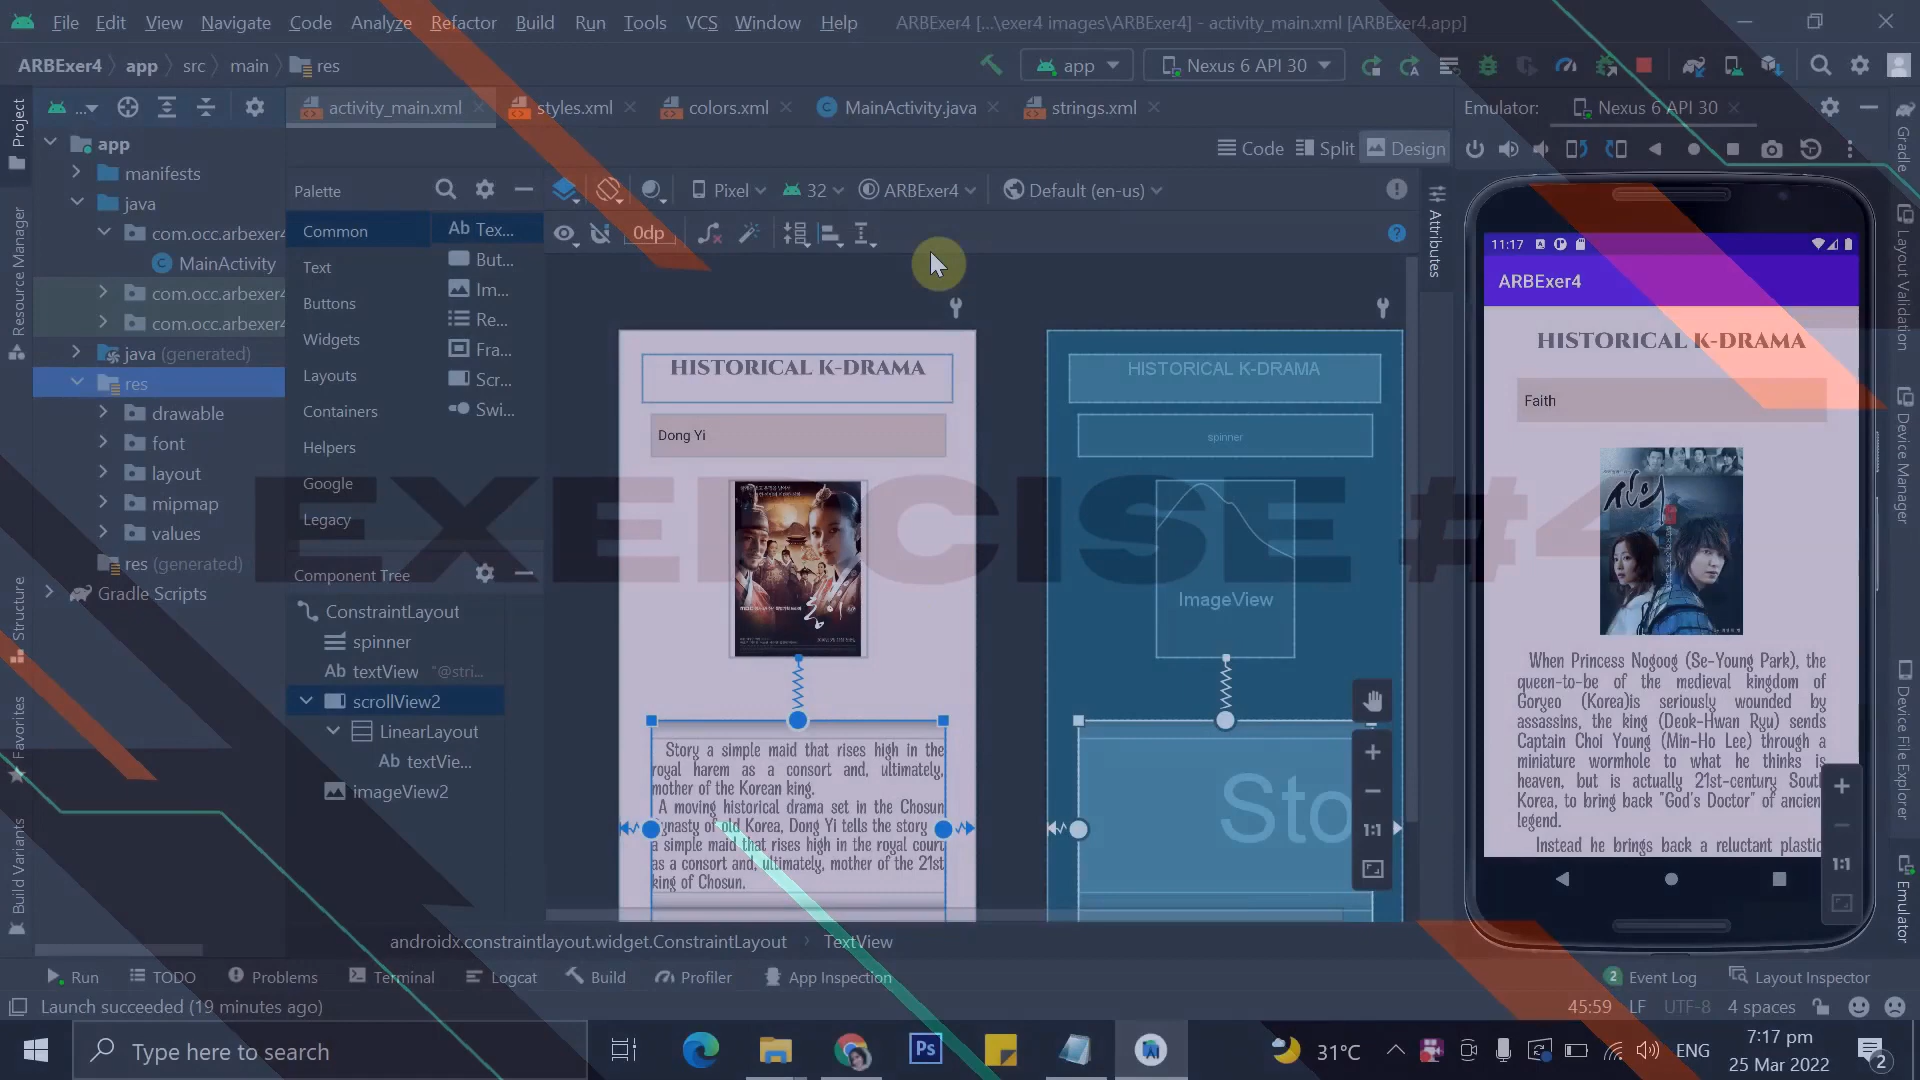 File Edit View Navigate Code Analyze Refactor Build Run Tools VCS Window Help ARBExer4 [...\exer4 images\ARBExer4] - activity_main.xml [ARBExer4.app]
ARBExer4 app src main res
app Nexus 6 API 30
activity_main.xml styles.xml colors.xml MainActivity.java strings.xml
Emulator: Nexus 6 API 30
Code Split Design
Project
Resource Manager
Structure
Favorites
Build Variants
...
app
manifests
java
com.occ.arbexer4
MainActivity
com.occ.arbexer4
com.occ.arbexer4
java (generated)
res
drawable
font
layout
mipmap
values
res (generated)
Gradle Scripts
Palette
Common
Text
Buttons
Widgets
Layouts
Containers
Helpers
Google
Legacy
Ab Tex...
But...
Im...
Re...
Fra...
Scr...
Swi...
Component Tree
ConstraintLayout
spinner
Ab textView "@stri...
scrollView2
LinearLayout
Ab textVie...
imageView2
Pixel 32 ARBExer4 Default (en-us)
0dp
HISTORICAL K-DRAMA
Dong Yi
Story a simple maid that rises high in the
royal harem as a consort and, ultimately,
mother of the Korean king.
A moving historical drama set in the Chosun
ynasty of old Korea, Dong Yi tells the story
a simple maid that rises high in the royal court
as a consort and, ultimately, mother of the 21st
king of Chosun.
HISTORICAL K-DRAMA
spinner
ImageView
Sto
1:1
EXERCISE #4
Attributes
11:17
ARBExer4
HISTORICAL K-DRAMA
Faith
When Princess Nogoog (Se-Young Park), the
queen-to-be of the medieval kingdom of
Goryeo (Korea)is seriously wounded by
assassins, the king (Deok-Hwan Ryu) sends
Captain Choi Young (Min-Ho Lee) through a
miniature wormhole to what he thinks is
heaven, but is actually 21st-century South
Korea, to bring back "God's Doctor" of ancien
legend.
Instead he brings back a reluctant plastic
1:1
Gradle
Layout Validation
Device Manager
Device File Explorer
Emulator
androidx.constraintlayout.widget.ConstraintLayout TextView
Run TODO Problems Terminal Logcat Build Profiler App Inspection 2 Event Log Layout Inspector
Launch succeeded (19 minutes ago) 45:59 LF UTF-8 4 spaces
Type here to search
Ps
31°C
ENG
7:17 pm
25 Mar 2022
2